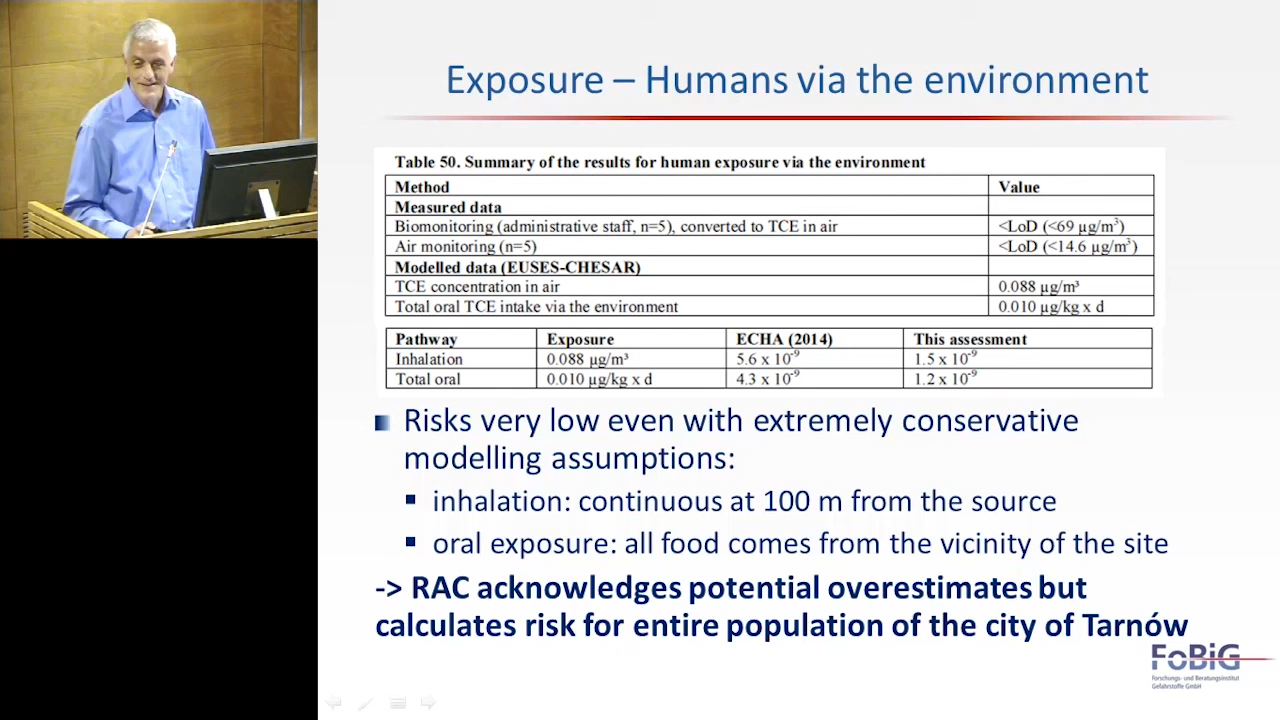 Exposure – Humans via the environment
Table 50. Summary of the results for human exposure via the environment
Method Value
Measured data
Biomonitoring (administrative staff, n=5), converted to TCE in air <LoD (<69 µg/m³)
Air monitoring (n=5) <LoD (<14.6 µg/m³)
Modelled data (EUSES-CHESAR)
TCE concentration in air 0.088 µg/m³
Total oral TCE intake via the environment 0.010 µg/kg x d
Pathway Exposure ECHA (2014) This assessment
Inhalation 0.088 µg/m³ 5.6 x 10⁻⁹ 1.5 x 10⁻⁹
Total oral 0.010 µg/kg x d 4.3 x 10⁻⁹ 1.2 x 10⁻⁹
Risks very low even with extremely conservative
modelling assumptions:
inhalation: continuous at 100 m from the source
oral exposure: all food comes from the vicinity of the site
-> RAC acknowledges potential overestimates but
calculates risk for entire population of the city of Tarnów
FoBiG
Forschungs- und Beratungsinstitut
Gefahrstoffe GmbH